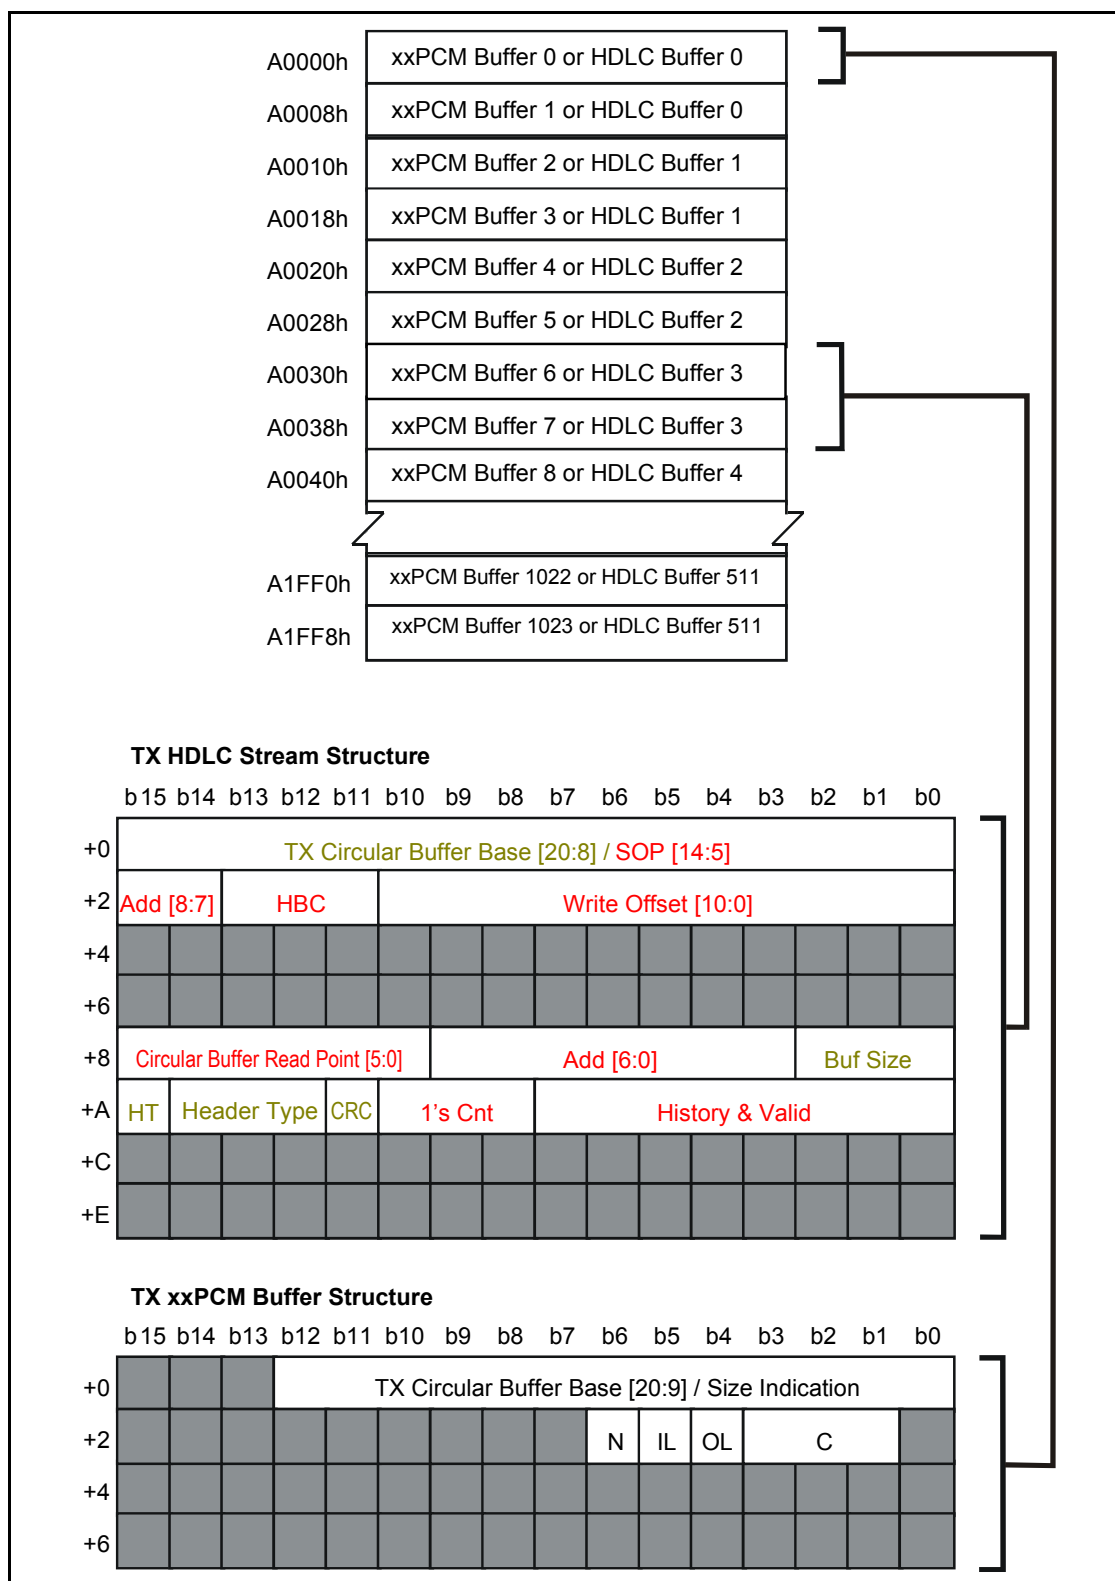 A0000h xxPCM Buffer 0 or HDLC Buffer 0
A0008h xxPCM Buffer 1 or HDLC Buffer 0
A0010h xxPCM Buffer 2 or HDLC Buffer 1
A0018h xxPCM Buffer 3 or HDLC Buffer 1
A0020h xxPCM Buffer 4 or HDLC Buffer 2
A0028h xxPCM Buffer 5 or HDLC Buffer 2
A0030h xxPCM Buffer 6 or HDLC Buffer 3
A0038h xxPCM Buffer 7 or HDLC Buffer 3
A0040h xxPCM Buffer 8 or HDLC Buffer 4
A1FF0h xxPCM Buffer 1022 or HDLC Buffer 511
A1FF8h xxPCM Buffer 1023 or HDLC Buffer 511
TX HDLC Stream Structure
b15 b14 b13 b12 b11 b10 b9 b8 b7 b6 b5 b4 b3 b2 b1 b0
+0 TX Circular Buffer Base [20:8] / SOP [14:5]
+2 Add [8:7] HBC Write Offset [10:0]
+4
+6
+8 Circular Buffer Read Point [5:0] Add [6:0] Buf Size
+A HT Header Type CRC 1's Cnt History & Valid
+C
+E
TX xxPCM Buffer Structure
b15 b14 b13 b12 b11 b10 b9 b8 b7 b6 b5 b4 b3 b2 b1 b0
+0 TX Circular Buffer Base [20:9] / Size Indication
+2 N IL OL C
+4
+6